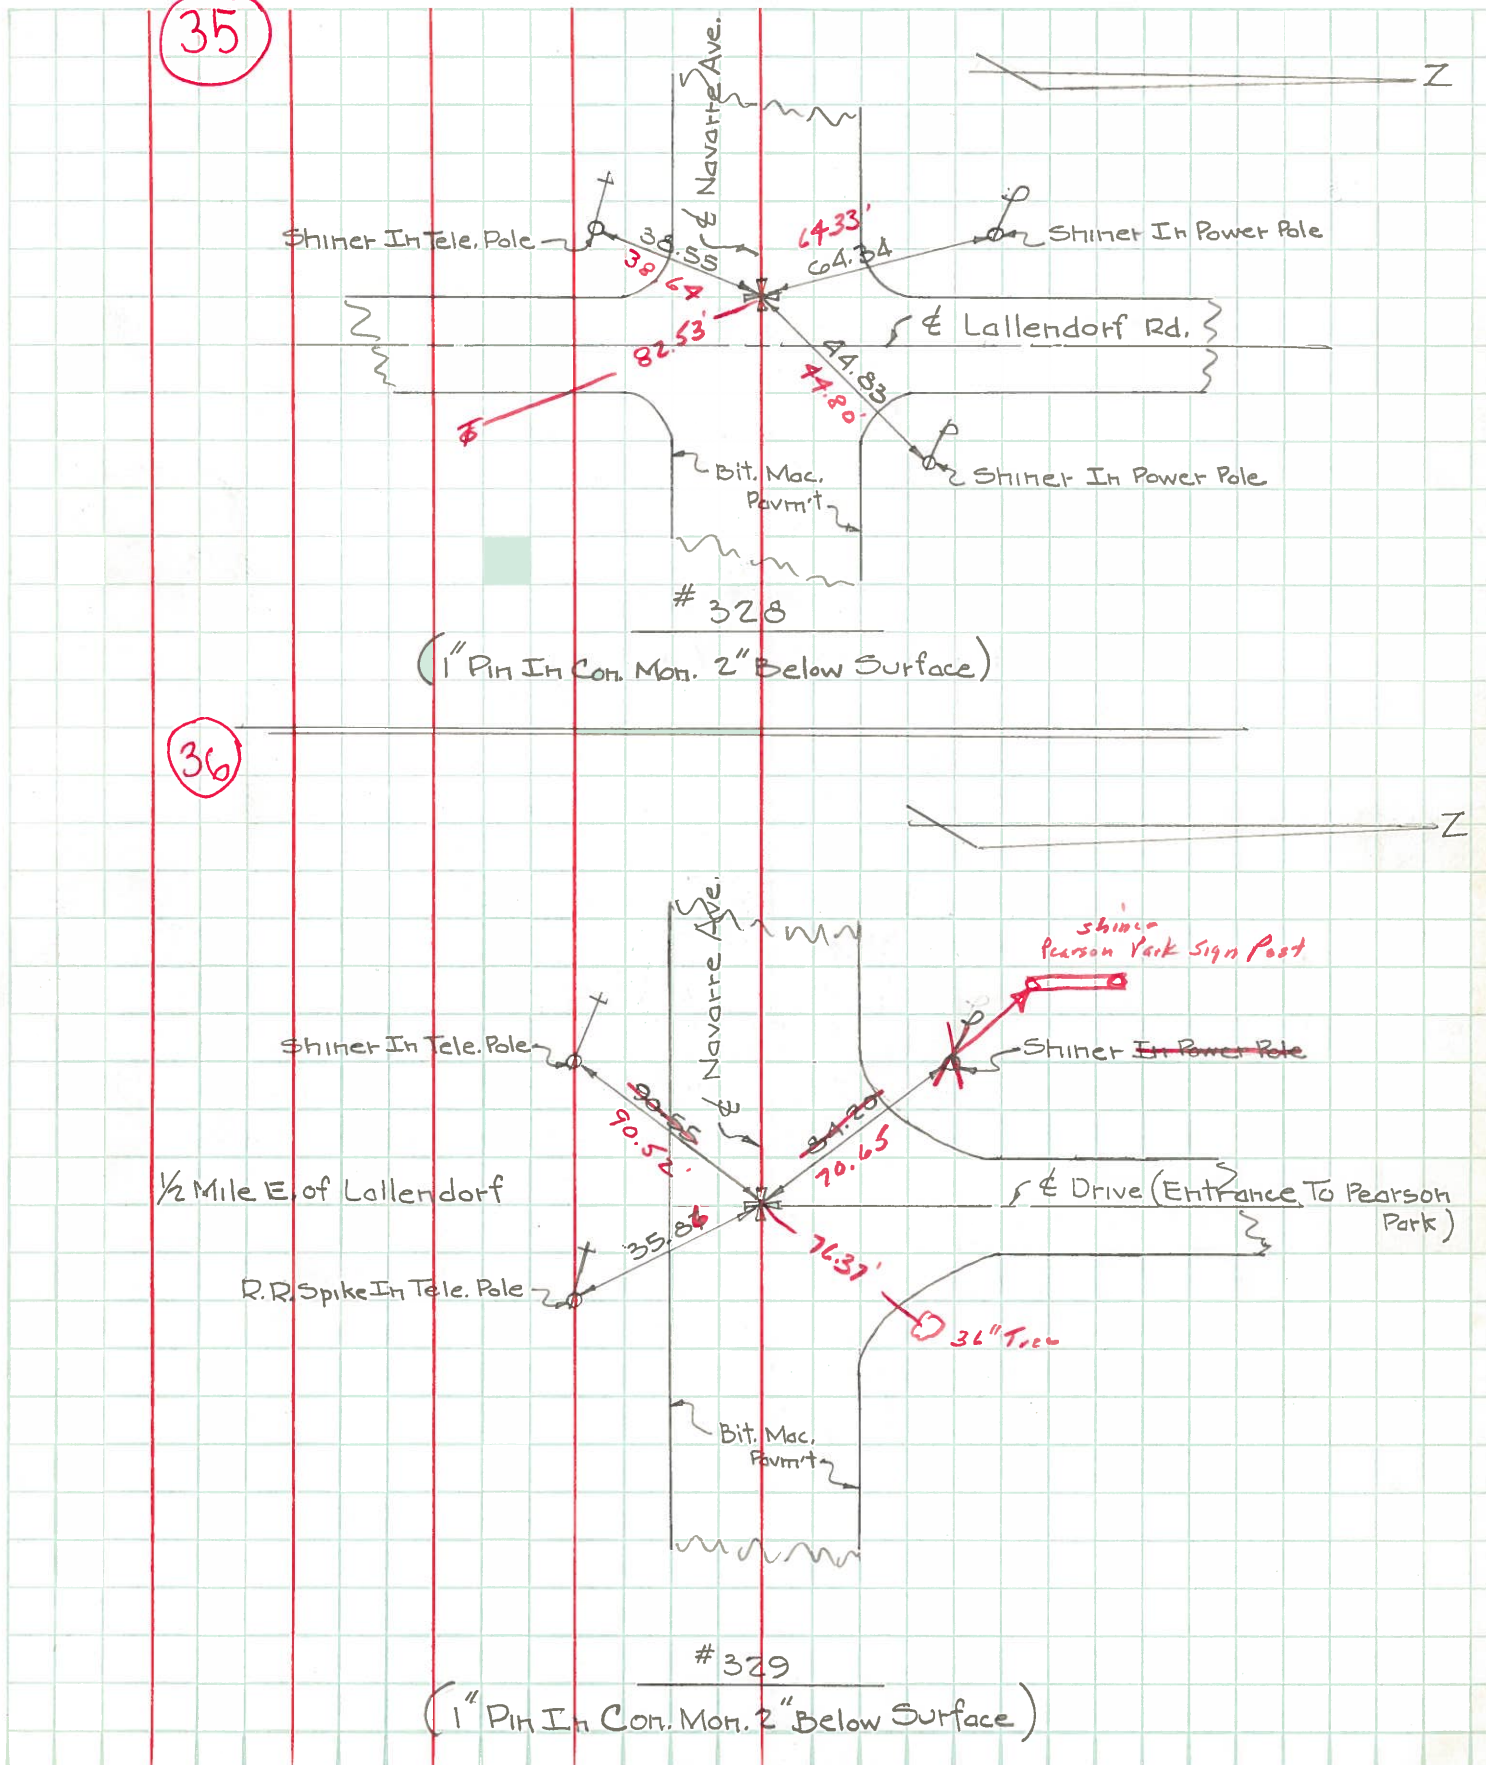 35
℄ Navarre Ave.
Z
Shiner In Tele. Pole
38.55
38 64
64.33'
64.34
Shiner In Power Pole
℄ Lallendorf Rd.
82.53'
44.83
44.80'
Shiner In Power Pole
Bit. Mac.
Pavm't
# 328
(1" Pin In Con. Mon. 2" Below Surface)
36
Z
℄ Navarre Ave.
shiner
Pearson Park Sign Post
Shiner In Tele. Pole
Shiner In Power Pole
90.55
90.52'
84.20
70.65
1/2 Mile E. of Lallendorf
℄ Drive (Entrance To Pearson
Park)
35.86
76.37'
R.R. Spike In Tele. Pole
36" Tree
Bit. Mac.
Pavm't
# 329
(1" Pin In Con. Mon. 2" Below Surface)